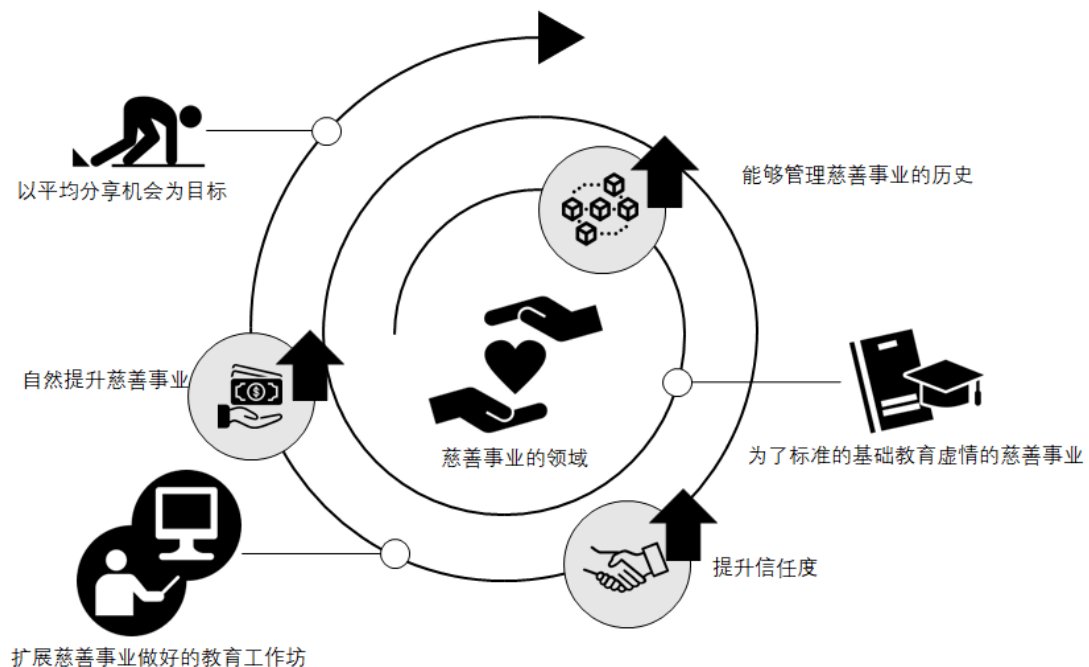 能够管理慈善事业的历史
以平均分享机会为目标
自然提升慈善事业
慈善事业的领域
为了标准的基础教育虚情的慈善事业
提升信任度
扩展慈善事业做好的教育工作坊